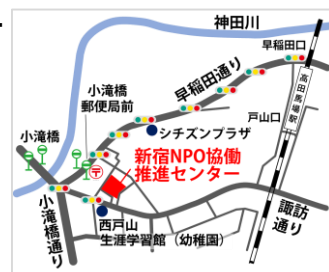 神田川
早稲田口
早稲田通り
高田馬場駅
小滝橋
郵便局前
戸山口
小滝橋
シチズンプラザ
新宿NPO協働
推進センター
諏訪
通り
西戸山
生涯学習館（幼稚園）
小滝橋通り